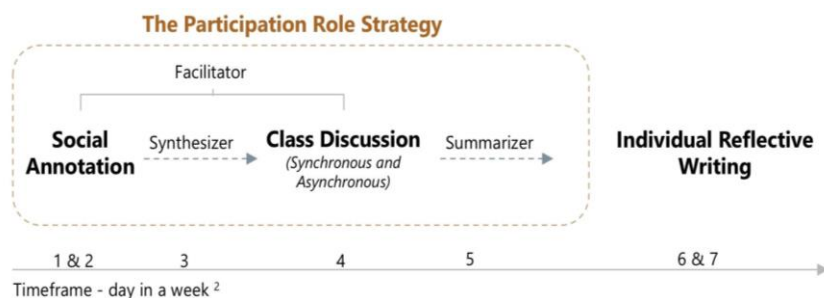 The Participation Role Strategy
Facilitator
Social
Annotation
Synthesizer
Class Discussion
(Synchronous and
Asynchronous)
Summarizer
Individual Reflective
Writing
1 & 2
3
4
5
6 & 7
Timeframe - day in a week 2